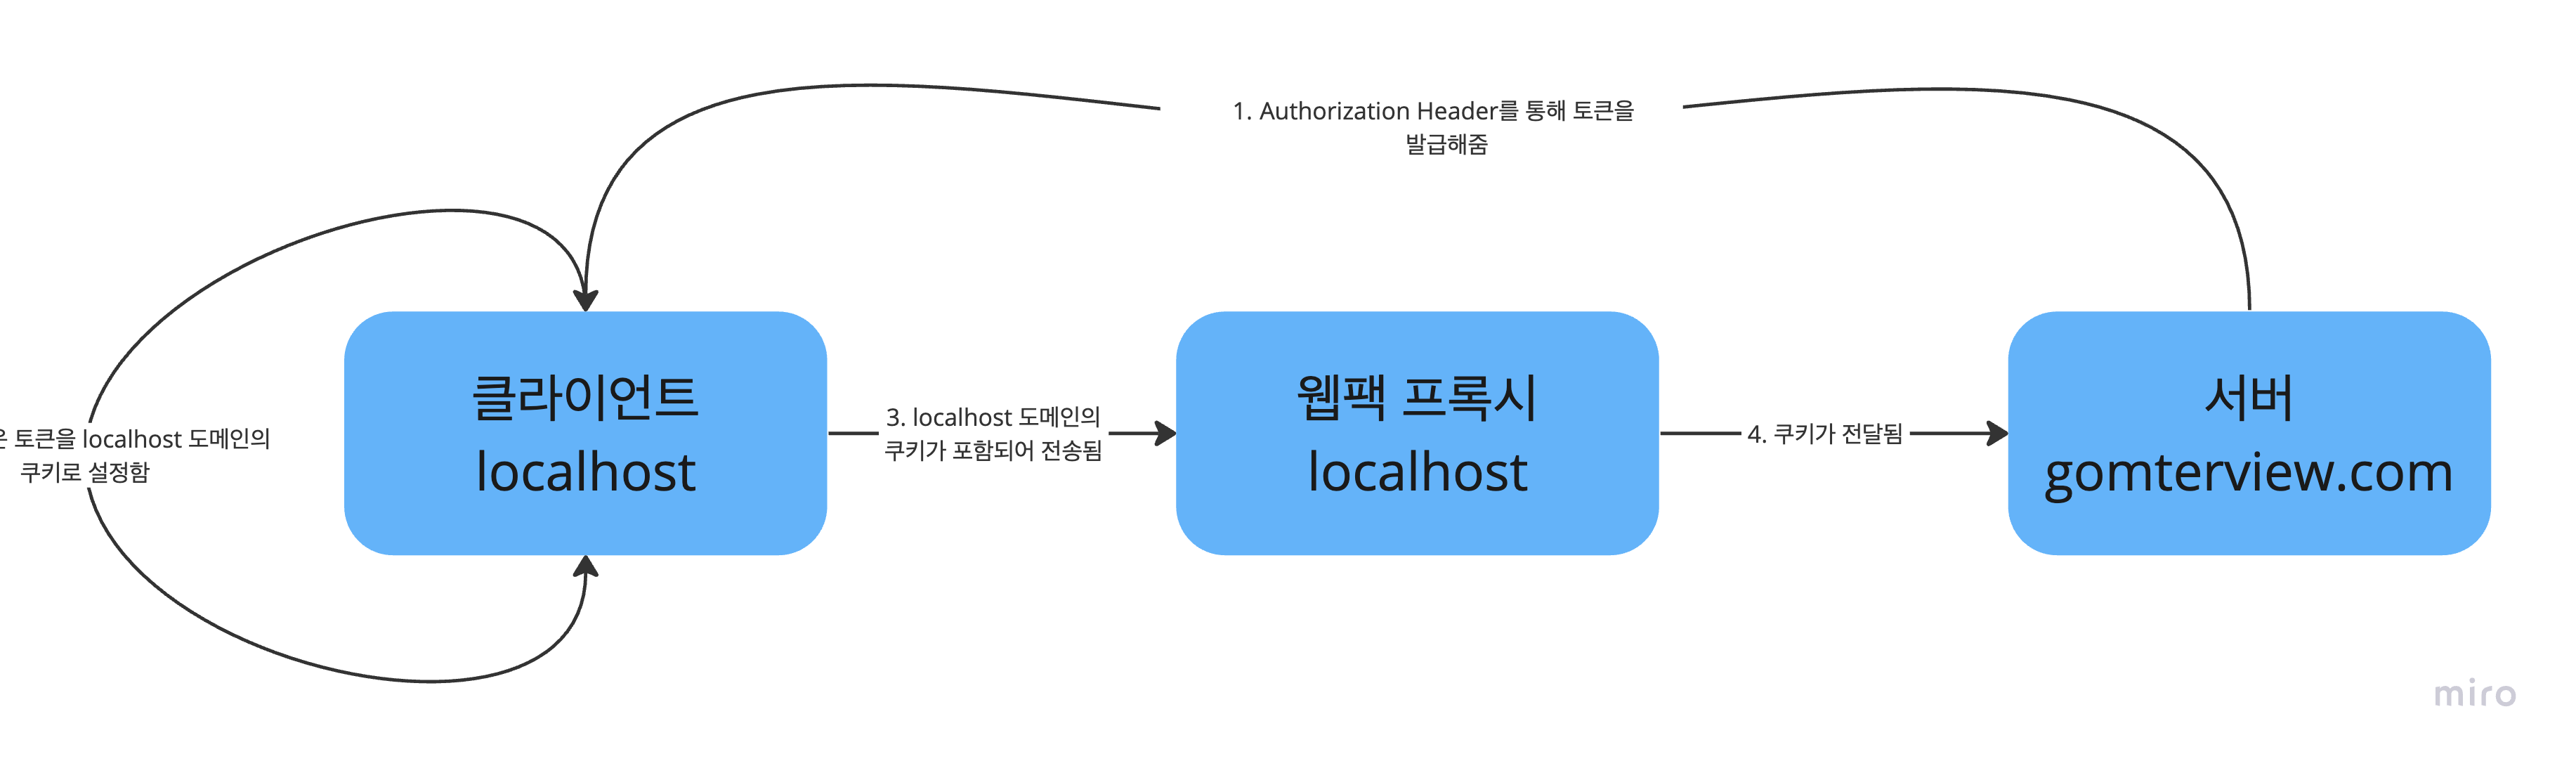 1. Authorization Header를 통해 토큰을
발급해줌
토큰을 localhost 도메인의
쿠키로 설정함
클라이언트
localhost
3. localhost 도메인의
쿠키가 포함되어 전송됨
웹팩 프록시
localhost
4. 쿠키가 전달됨
서버
gomterview.com
miro